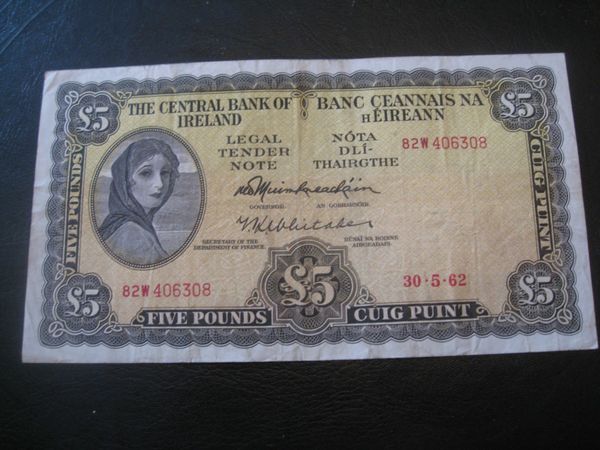 THE CENTRAL BANK OF IRELAND
BANC CEANNAIS NA hÉIREANN
£5
£5
LEGAL TENDER NOTE
NÓTA DLÍ-THAIRGTHE
82W 406308
GOVERNOR.
AN GOBHARNÓIR
T.K. Whitaker
SECRETARY OF THE DEPARTMENT OF FINANCE.
RÚNAÍ NA ROINNE AIRGEADAIS
FIVE POUNDS
CUIG PUINT
82W 406308
£5
30·5·62
£5
£5
FIVE POUNDS
CUIG PUINT